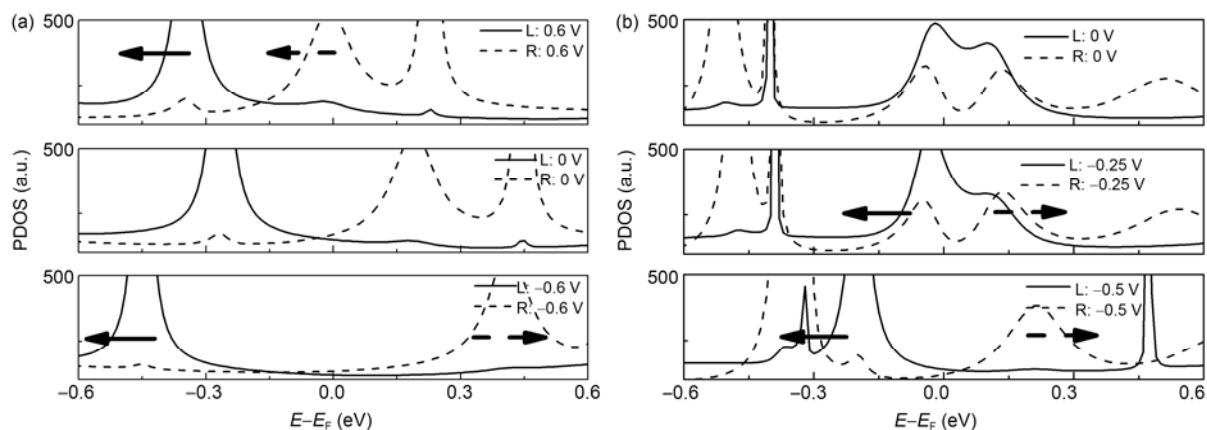 (a)
500
L: 0.6 V
R: 0.6 V
500
L: 0 V
R: 0 V
PDOS (a.u.)
500
L: –0.6 V
R: –0.6 V
–0.6 –0.3 0.0 0.3 0.6
E–E_F (eV)
(b)
500
L: 0 V
R: 0 V
500
L: –0.25 V
R: –0.25 V
PDOS (a.u.)
500
L: –0.5 V
R: –0.5 V
–0.6 –0.3 0.0 0.3 0.6
E–E_F (eV)